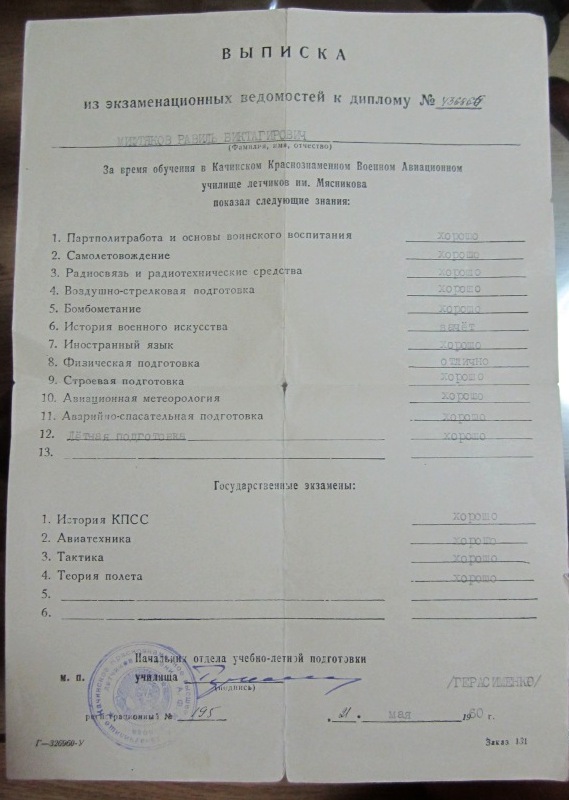 ВЫПИСКА
из экзаменационных ведомостей к диплому №
РАВИЛЬ
(Фамилия, имя, отчество)
За время обучения в Качинском Краснознаменном Военном Авиационном
училище летчиков им. Мясникова
показал следующие знания:
1. Партполитработа и основы воинского воспитания хорошо
2. Самолетовождение хорошо
3. Радиосвязь и радиотехнические средства хорошо
4. Воздушно-стрелковая подготовка хорошо
5. Бомбометание хорошо
6. История военного искусства зачёт
7. Иностранный язык хорошо
8. Физическая подготовка отлично
9. Строевая подготовка хорошо
10. Авиационная метеорология хорошо
11. Аварийно-спасательная подготовка хорошо
12. Лётная подготовка хорошо
13.
Государственные экзамены:
1. История КПСС хорошо
2. Авиатехника хорошо
3. Тактика хорошо
4. Теория полета хорошо
5.
6.
Начальник отдела учебно-летной подготовки
м. п. училища /ГЕРАСИМЕНКО/
(подпись)
регистрационный № 195 „21„ мая 1960 г.
Г—326960-У Заказ 131